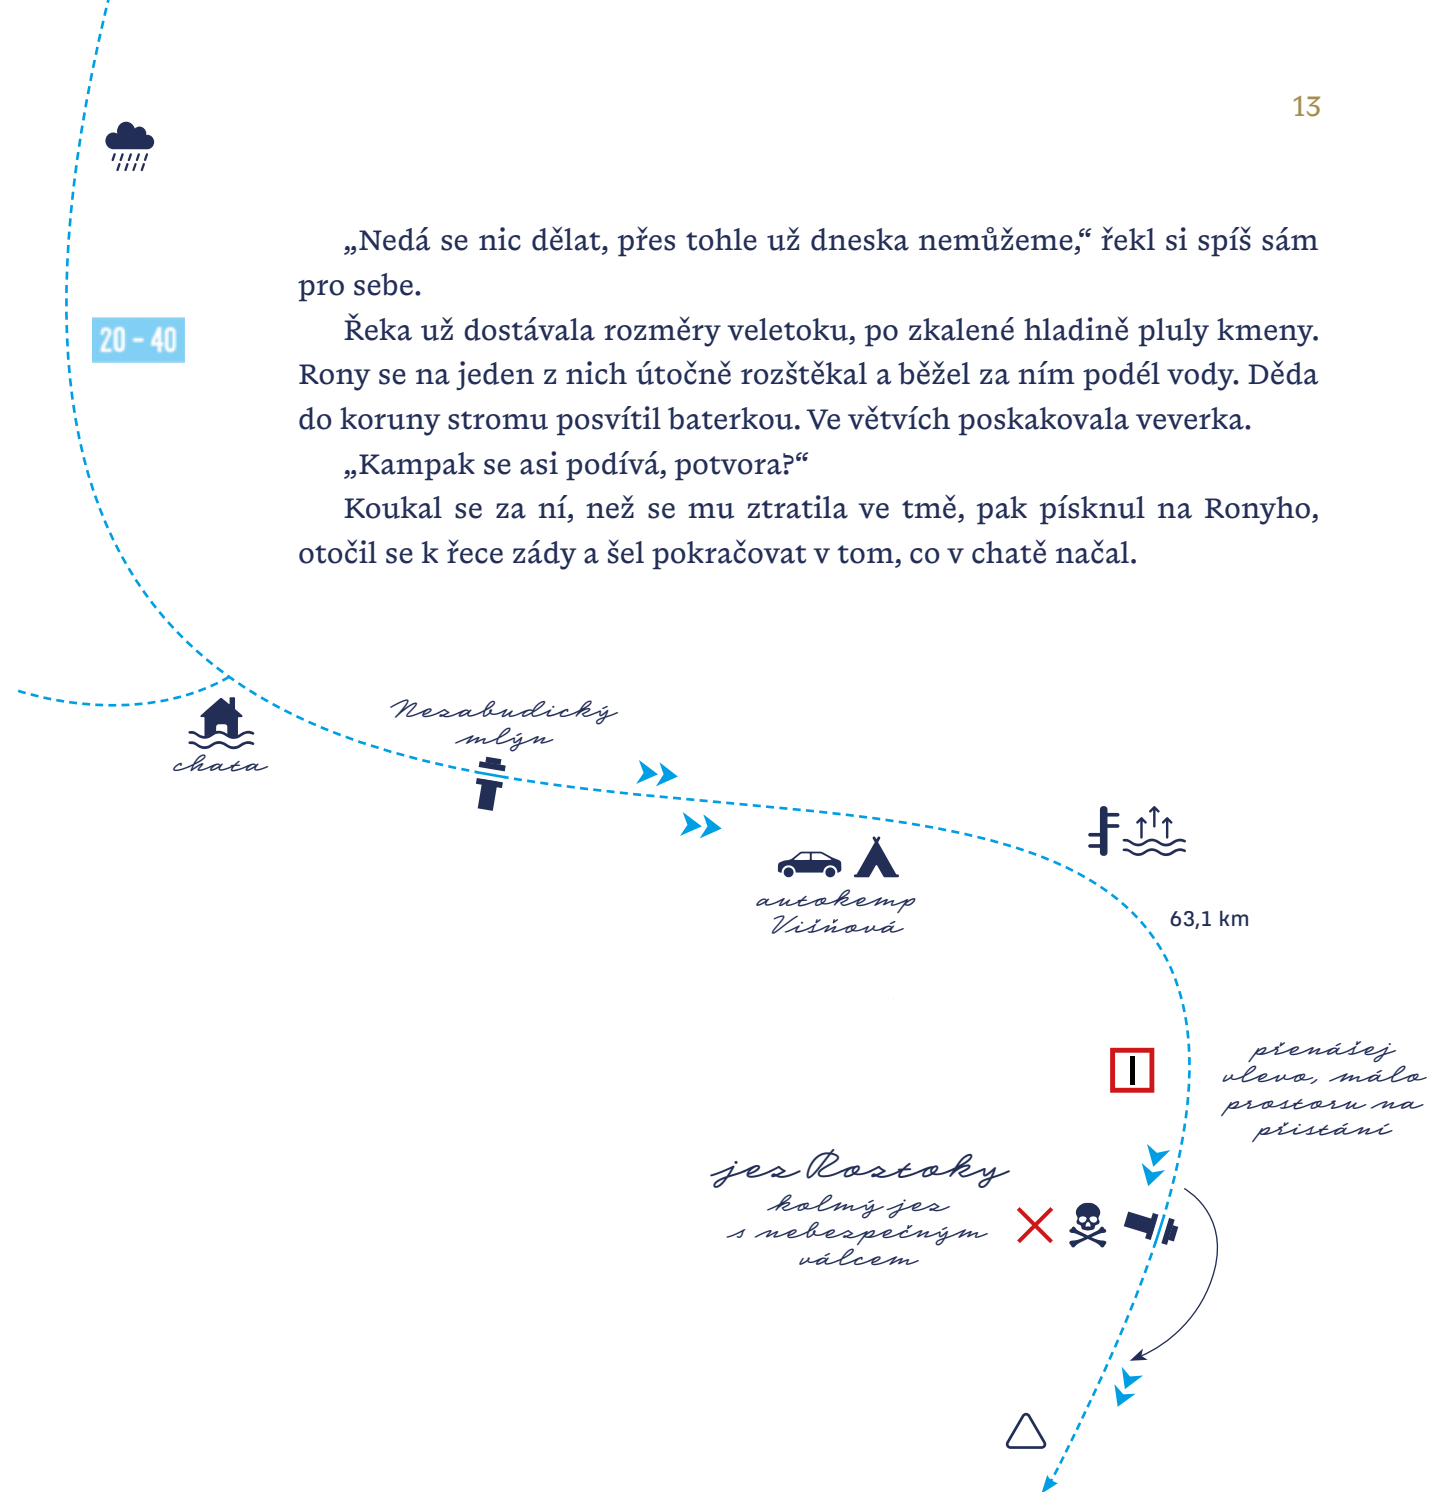 13
„Nedá se nic dělat, přes tohle už dneska nemůžeme,“ řekl si spíš sám
pro sebe.
Řeka už dostávala rozměry veletoku, po zkalené hladině pluly kmeny.
Rony se na jeden z nich útočně rozštěkal a běžel za ním podél vody. Děda
do koruny stromu posvítil baterkou. Ve větvích poskakovala veverka.
„Kampak se asi podívá, potvora?“
Koukal se za ní, než se mu ztratila ve tmě, pak písknul na Ronyho,
otočil se k řece zády a šel pokračovat v tom, co v chatě načal.
20 – 40
chata
Nezabudický
mlýn
autokemp
Višňová
63,1 km
přenášej
vlevo, málo
prostoru na
přistání
jez Roztoky
kolmý jez
s nebezpečným
válcem